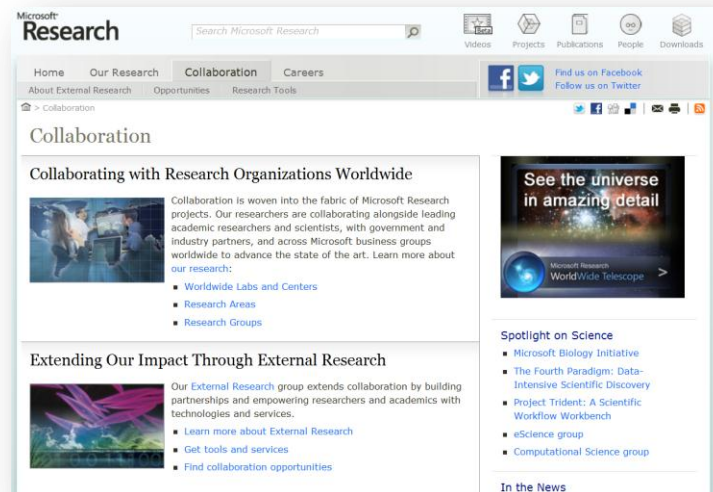 Microsoft®
Research
Search Microsoft Research
Beta
Videos Projects Publications People Downloads
Home Our Research Collaboration Careers
Find us on Facebook
Follow us on Twitter
About External Research Opportunities Research Tools
> Collaboration
Collaboration
Collaborating with Research Organizations Worldwide
Collaboration is woven into the fabric of Microsoft Research
projects. Our researchers are collaborating alongside leading
academic researchers and scientists, with government and
industry partners, and across Microsoft business groups
worldwide to advance the state of the art. Learn more about
our research:
Worldwide Labs and Centers
Research Areas
Research Groups
Extending Our Impact Through External Research
Our External Research group extends collaboration by building
partnerships and empowering researchers and academics with
technologies and services.
Learn more about External Research
Get tools and services
Find collaboration opportunities
See the universe
in amazing detail
Microsoft Research
WorldWide Telescope >
Spotlight on Science
Microsoft Biology Initiative
The Fourth Paradigm: Data-
Intensive Scientific Discovery
Project Trident: A Scientific
Workflow Workbench
eScience group
Computational Science group
In the News